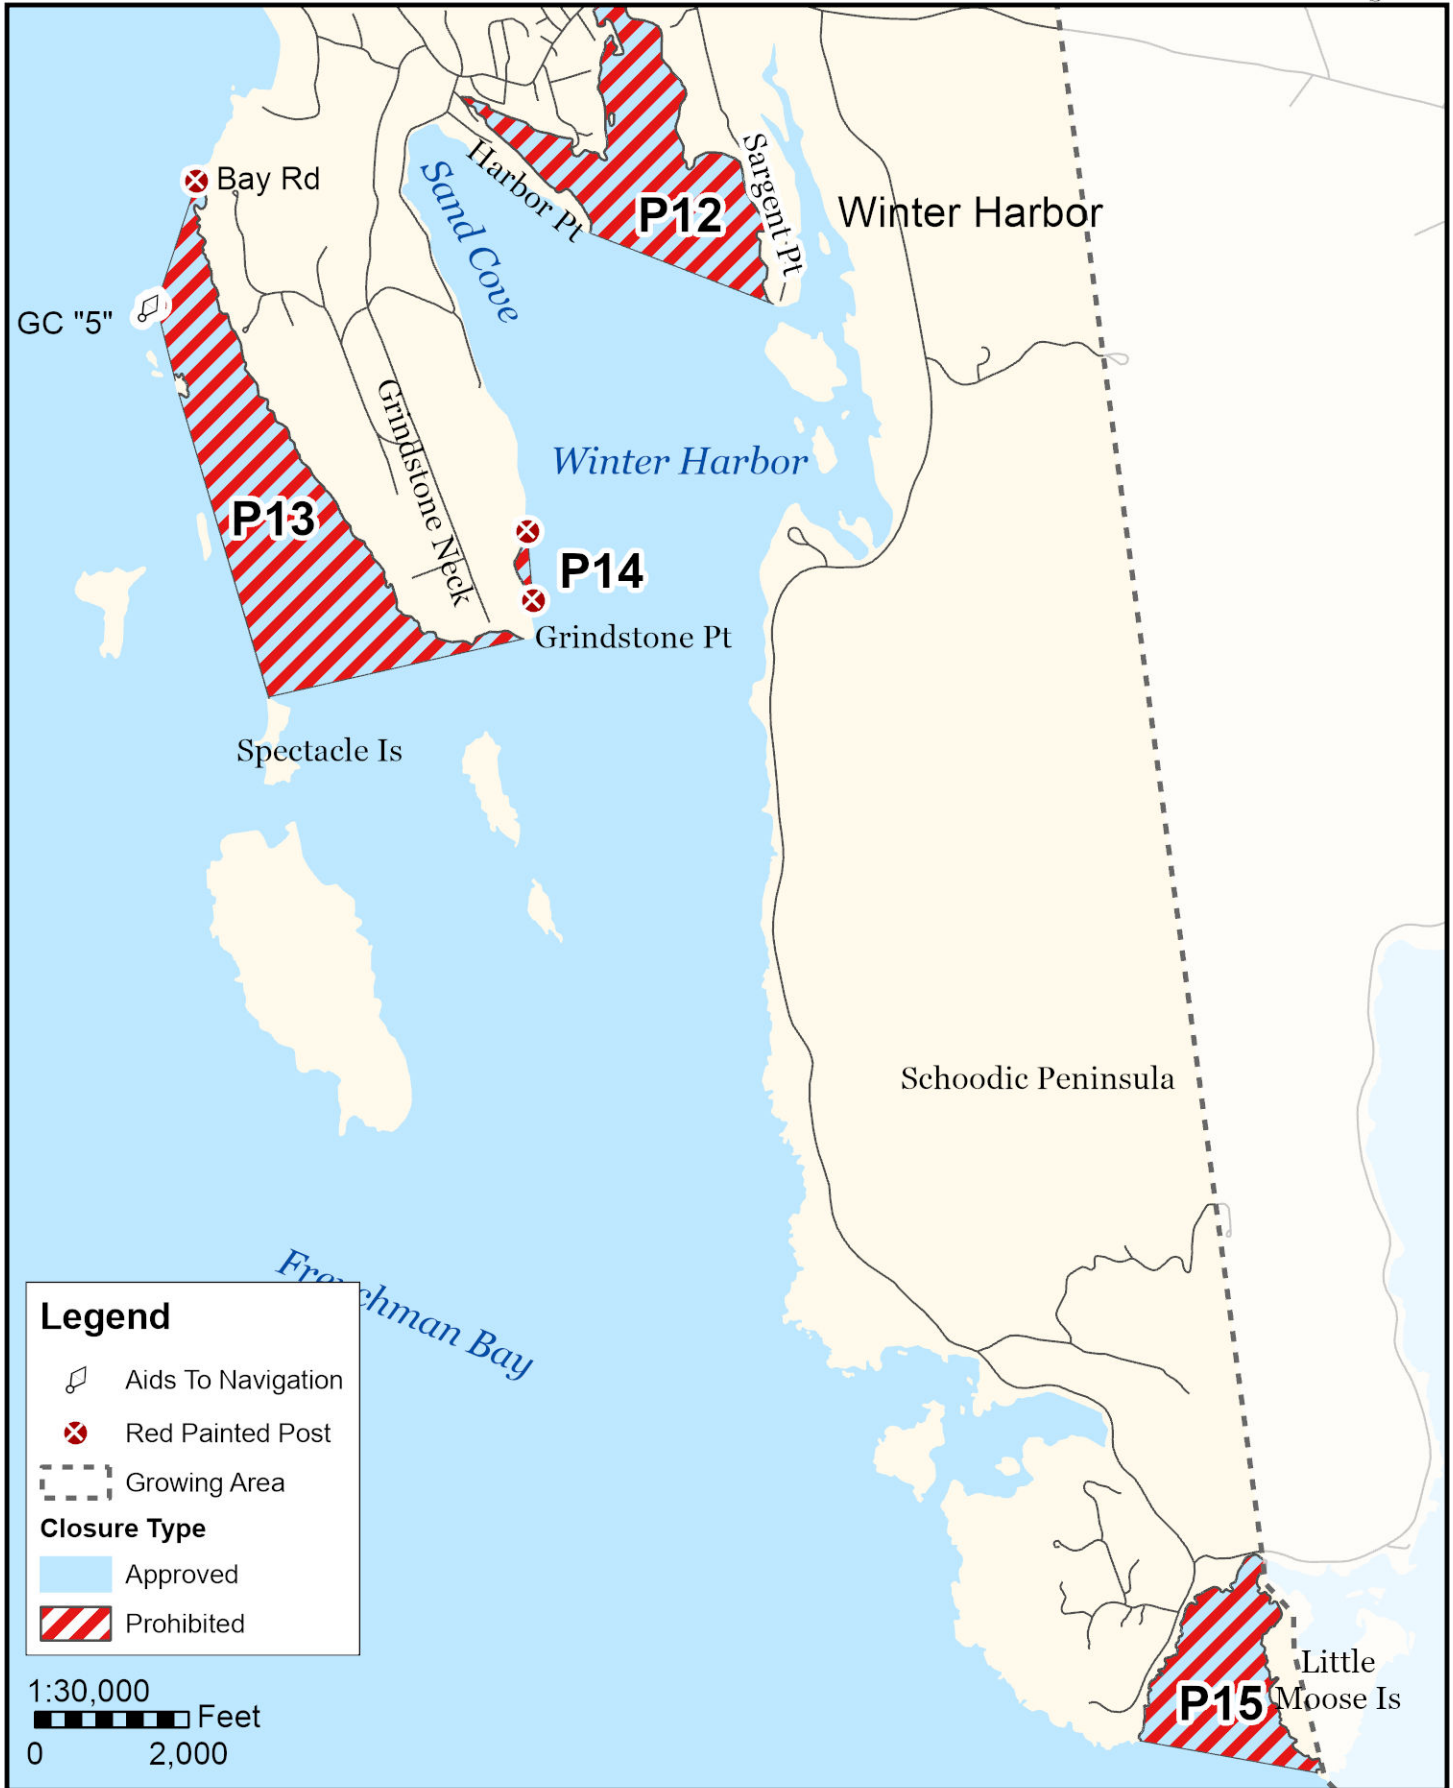 Bay Rd
Sand Cove
Harbor Pt
P12
Sargent Pt
Winter Harbor
GC "5"
Grindstone Neck
Winter Harbor
P13
P14
Grindstone Pt
Spectacle Is
Schoodic Peninsula
Frenchman Bay
Legend
Aids To Navigation
Red Painted Post
Growing Area
Closure Type
Approved
Prohibited
1:30,000
Feet
0 2,000
Little
Moose Is
P15